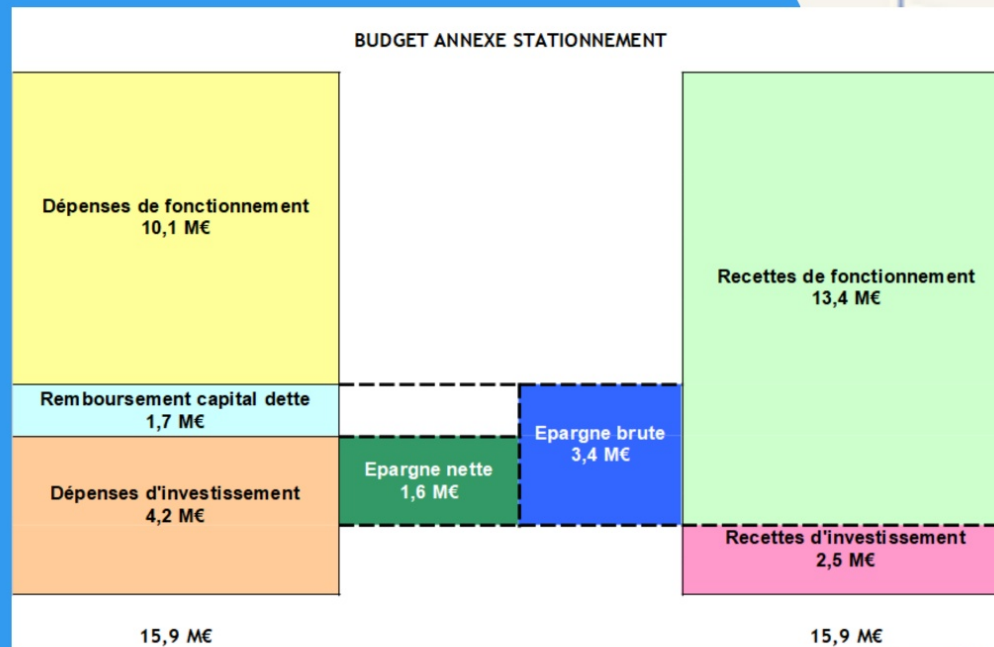 BUDGET ANNEXE STATIONNEMENT
Dépenses de fonctionnement
10,1 M€
Remboursement capital dette
1,7 M€
Dépenses d'investissement
4,2 M€
Epargne nette
1,6 M€
Epargne brute
3,4 M€
Recettes de fonctionnement
13,4 M€
Recettes d'investissement
2,5 M€
15,9 M€
15,9 M€